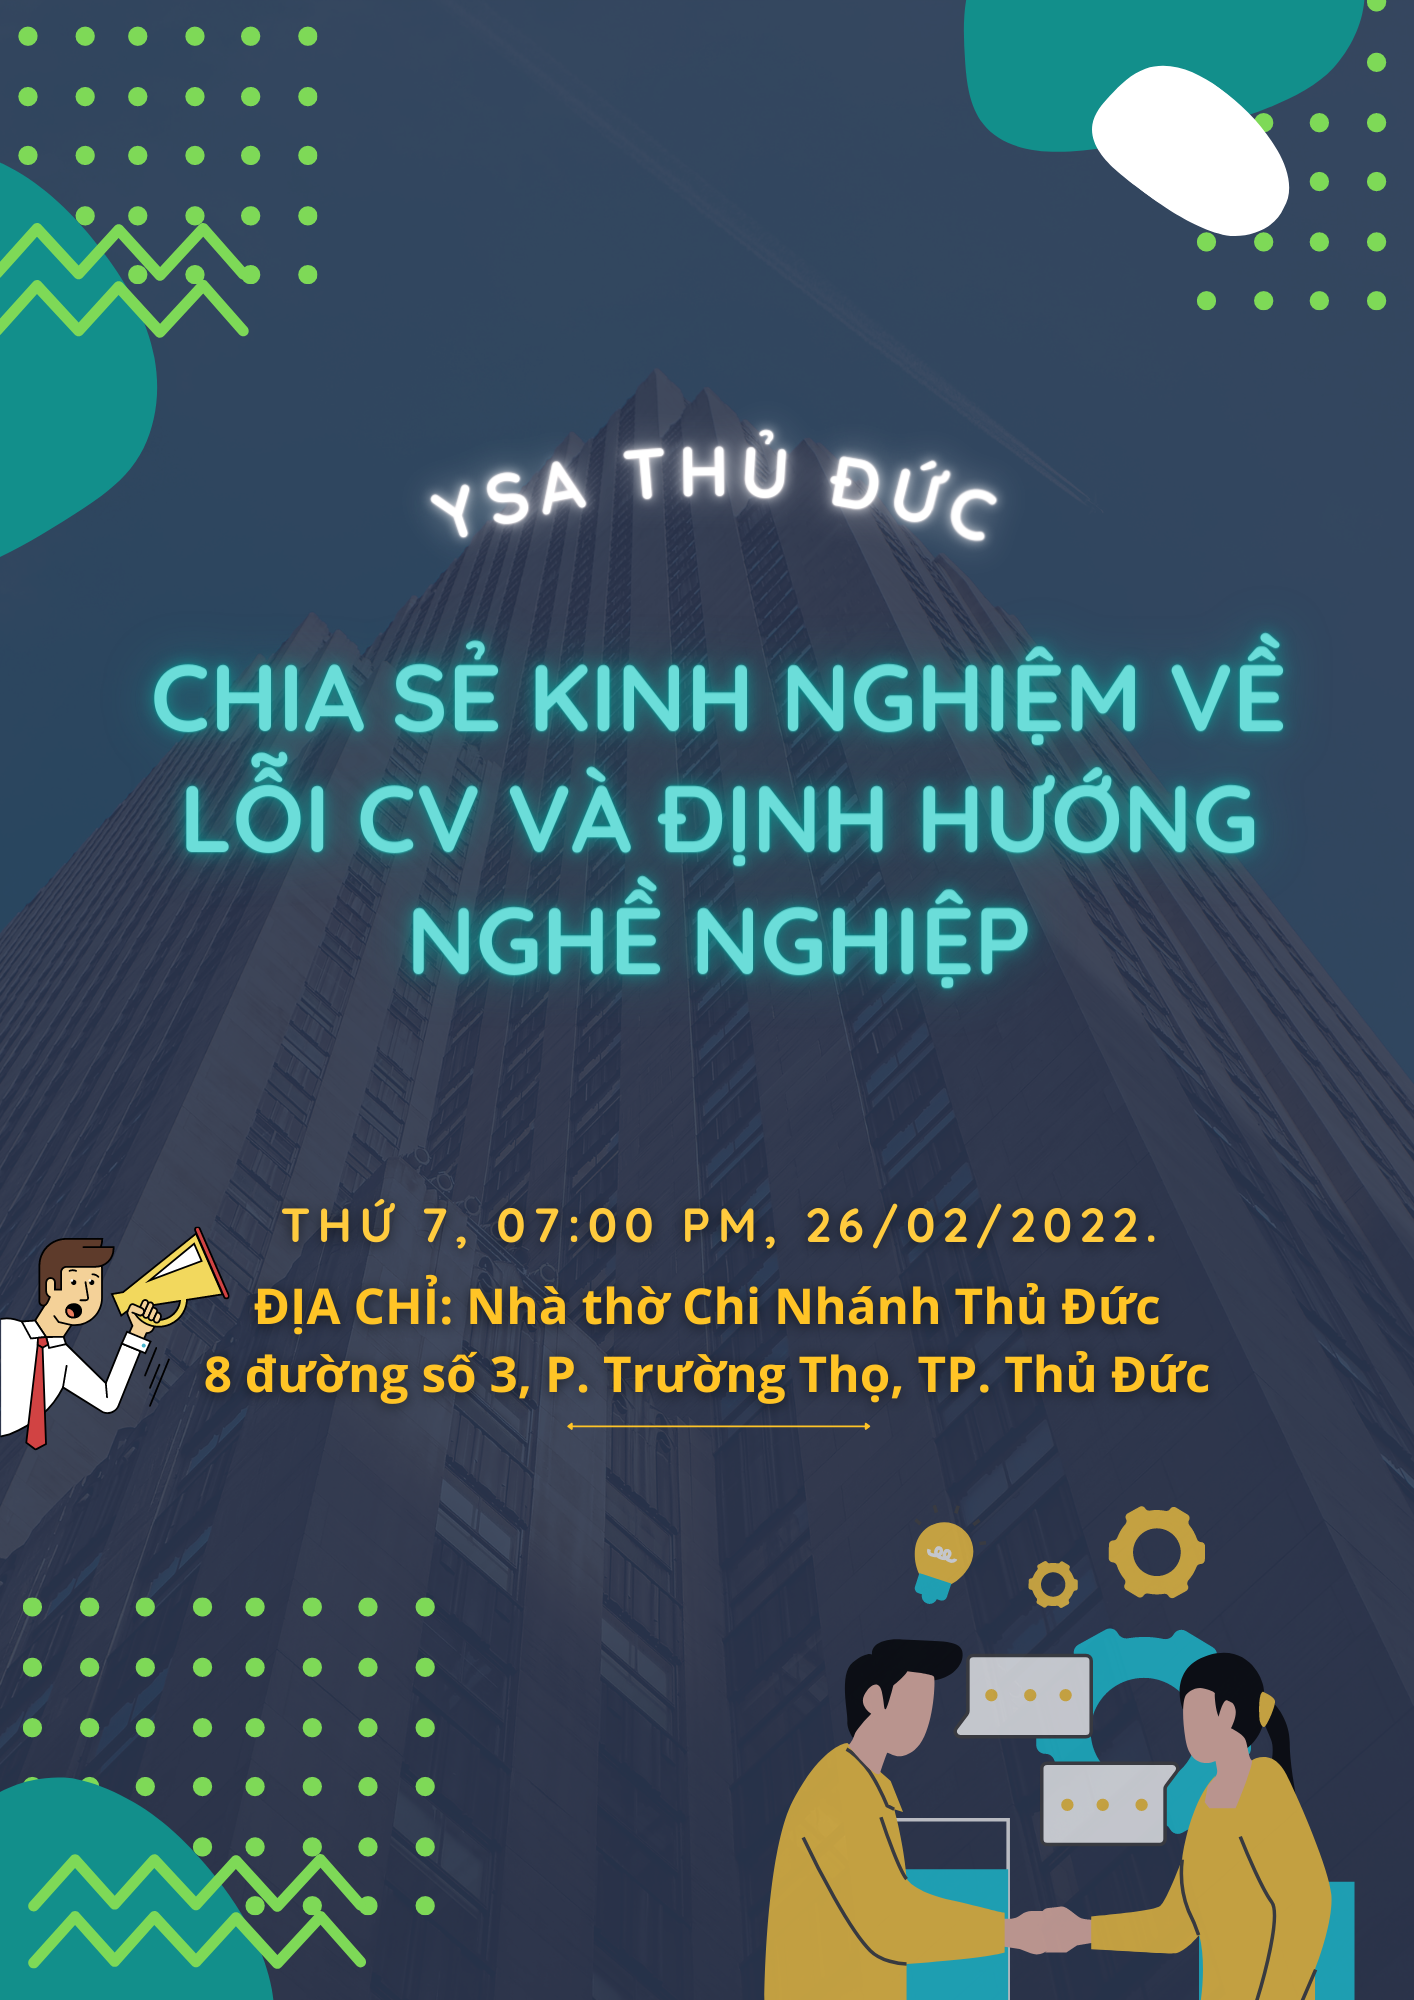 YSA THỦ ĐỨC
CHIA SẺ KINH NGHIỆM VỀ
LỖI CV VÀ ĐỊNH HƯỚNG
NGHỀ NGHIỆP
THỨ 7, 07:00 PM, 26/02/2022.
ĐỊA CHỈ: Nhà thờ Chi Nhánh Thủ Đức
8 đường số 3, P. Trường Thọ, TP. Thủ Đức